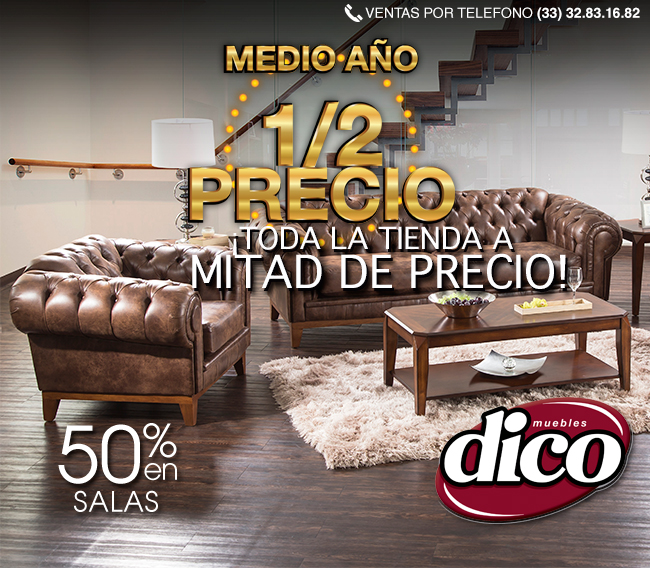 VENTAS POR TELEFONO (33) 32.83.16.82
MEDIO AÑO
1/2
PRECIO
¡TODA LA TIENDA A
MITAD DE PRECIO!
50%
en
SALAS
muebles
dico